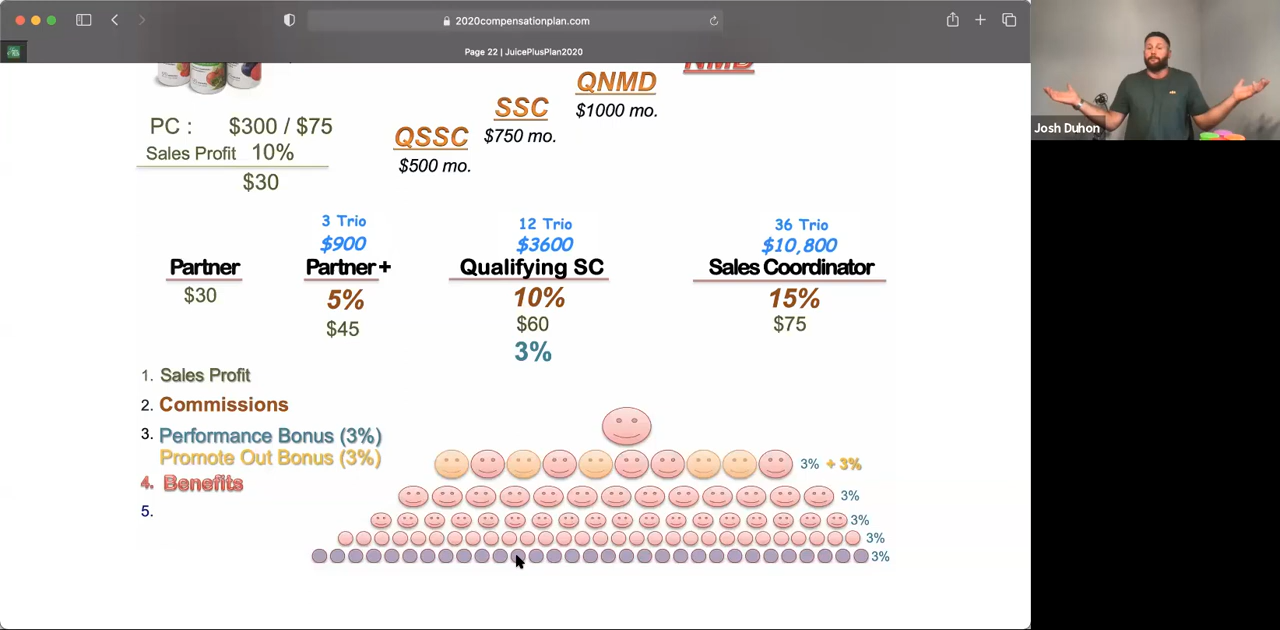 2020compensationplan.com
Page 22 | JuicePlusPlan2020
NMD
QNMD
$1000 mo.
SSC
$750 mo.
QSSC
$500 mo.
PC : $300 / $75
Sales Profit 10%
$30
Josh Duhon
3 Trio
$900
Partner+
5%
$45
12 Trio
$3600
Qualifying SC
10%
$60
3%
36 Trio
$10,800
Sales Coordinator
15%
$75
Partner
$30
1. Sales Profit
2. Commissions
3. Performance Bonus (3%)
Promote Out Bonus (3%)
4. Benefits
5.
3% + 3%
3%
3%
3%
3%